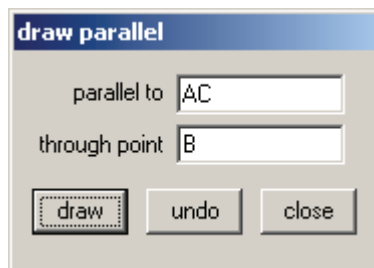 draw parallel
parallel to AC
through point B
draw undo close